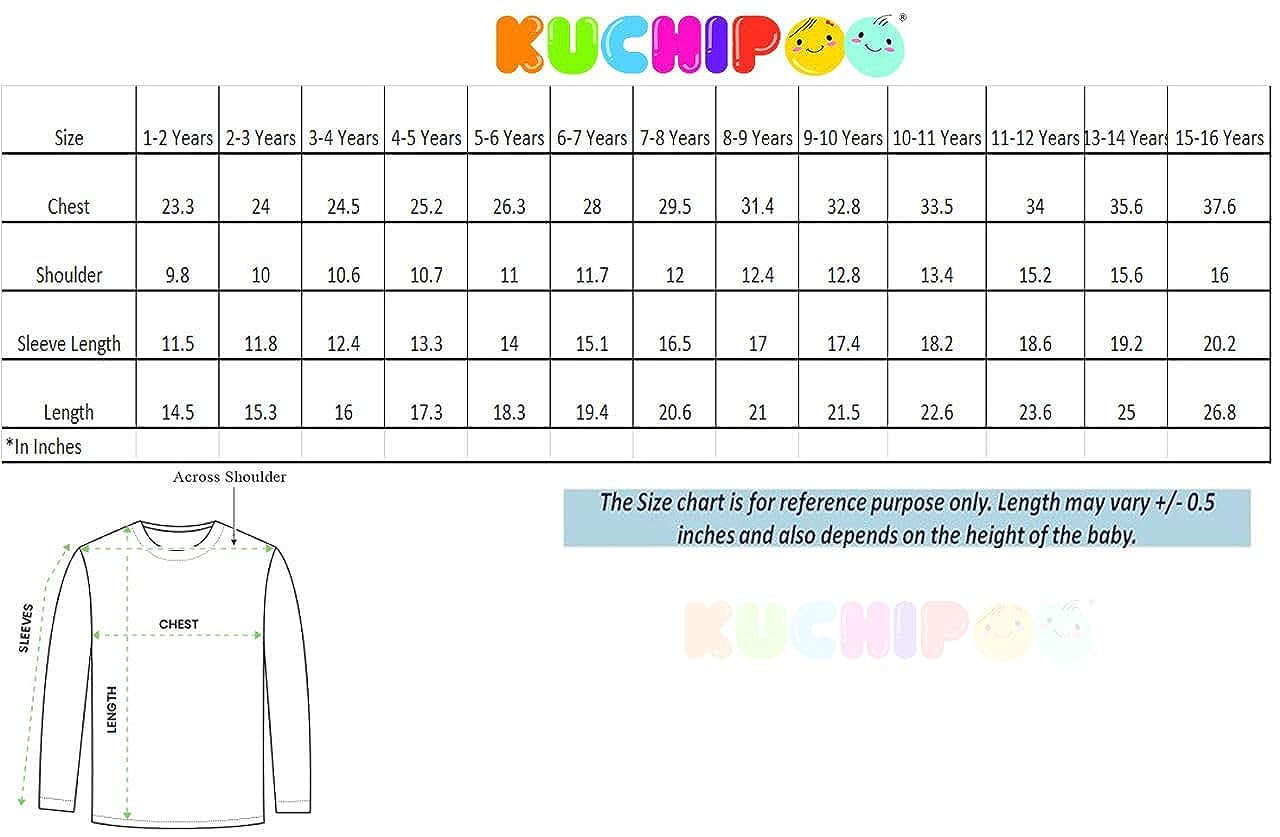 KUCHIPOO®
Size 1-2 Years 2-3 Years 3-4 Years 4-5 Years 5-6 Years 6-7 Years 7-8 Years 8-9 Years 9-10 Years 10-11 Years 11-12 Years 13-14 Years 15-16 Years
Chest 23.3 24 24.5 25.2 26.3 28 29.5 31.4 32.8 33.5 34 35.6 37.6
Shoulder 9.8 10 10.6 10.7 11 11.7 12 12.4 12.8 13.4 15.2 15.6 16
Sleeve Length 11.5 11.8 12.4 13.3 14 15.1 16.5 17 17.4 18.2 18.6 19.2 20.2
Length 14.5 15.3 16 17.3 18.3 19.4 20.6 21 21.5 22.6 23.6 25 26.8
*In Inches
Across Shoulder
The Size chart is for reference purpose only. Length may vary +/- 0.5
inches and also depends on the height of the baby.
SLEEVES
CHEST
LENGTH
KUCHIPOO